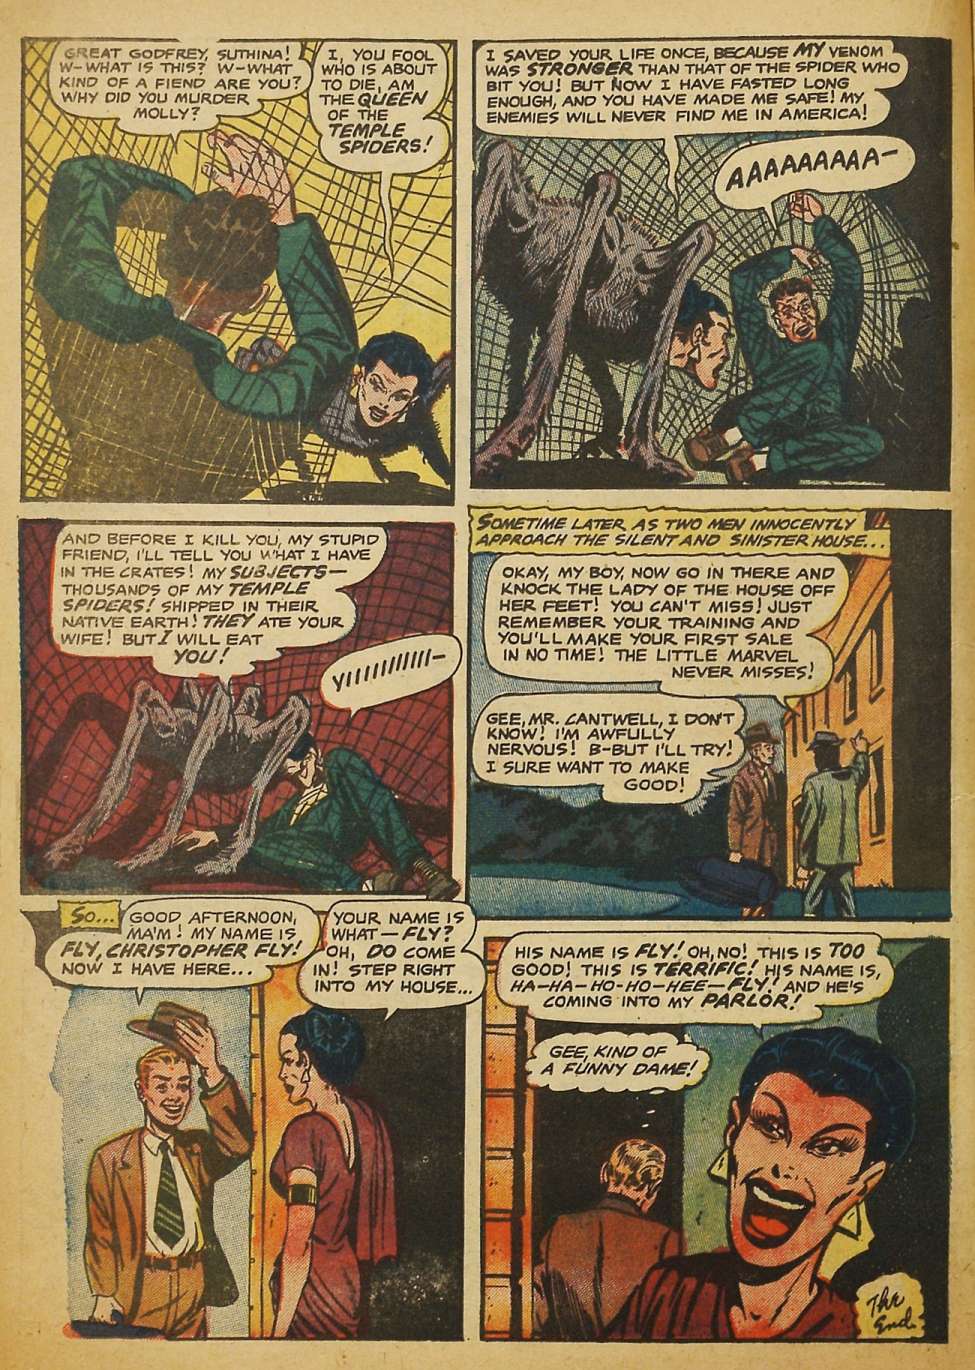 GREAT GODFREY, SUTHINA!
W-WHAT IS THIS? W-WHAT
KIND OF A FIEND ARE YOU?
WHY DID YOU MURDER
MOLLY?
I, YOU FOOL
WHO IS ABOUT
TO DIE, AM
THE QUEEN
OF THE
TEMPLE
SPIDERS!
I SAVED YOUR LIFE ONCE, BECAUSE MY VENOM
WAS STRONGER THAN THAT OF THE SPIDER WHO
BIT YOU! BUT NOW I HAVE FASTED LONG
ENOUGH, AND YOU HAVE MADE ME SAFE! MY
ENEMIES WILL NEVER FIND ME IN AMERICA!
AAAAAAAAA-
AND BEFORE I KILL YOU, MY STUPID
FRIEND, I'LL TELL YOU WHAT I HAVE
IN THE CRATES! MY SUBJECTS—
THOUSANDS OF MY TEMPLE
SPIDERS! SHIPPED IN THEIR
NATIVE EARTH! THEY ATE YOUR
WIFE! BUT I WILL EAT
YOU!
YIIIIIIIIII-
SOMETIME LATER, AS TWO MEN INNOCENTLY
APPROACH THE SILENT AND SINISTER HOUSE...
OKAY, MY BOY, NOW GO IN THERE AND
KNOCK THE LADY OF THE HOUSE OFF
HER FEET! YOU CAN'T MISS! JUST
REMEMBER YOUR TRAINING AND
YOU'LL MAKE YOUR FIRST SALE
IN NO TIME! THE LITTLE MARVEL
NEVER MISSES!
GEE, MR. CANTWELL, I DON'T
KNOW! I'M AWFULLY
NERVOUS! B-BUT I'LL TRY!
I SURE WANT TO MAKE
GOOD!
SO...
GOOD AFTERNOON,
MA'M! MY NAME IS
FLY, CHRISTOPHER FLY!
NOW I HAVE HERE...
YOUR NAME IS
WHAT—FLY?
OH, DO COME
IN! STEP RIGHT
INTO MY HOUSE...
HIS NAME IS FLY! OH, NO! THIS IS TOO
GOOD! THIS IS TERRIFIC! HIS NAME IS,
HA-HA-HO-HO-HEE-FLY! AND HE'S
COMING INTO MY PARLOR!
GEE, KIND OF
A FUNNY DAME!
The
End.